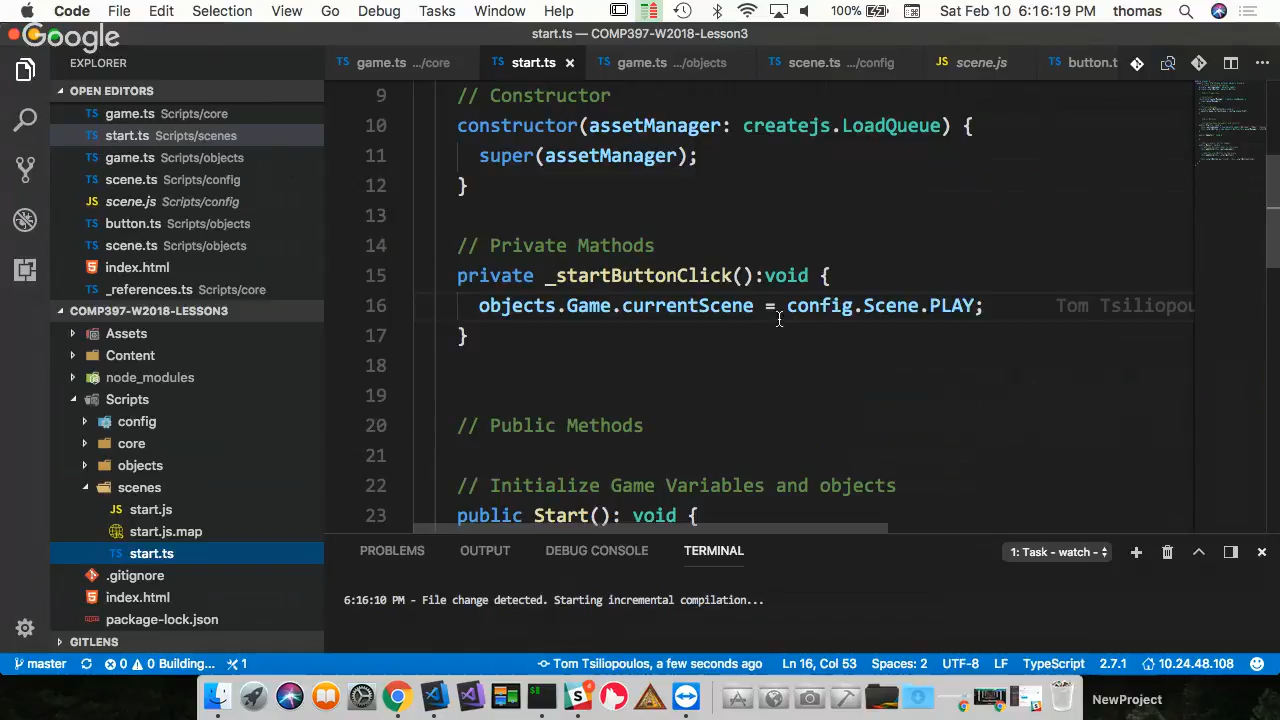 Code File Edit Selection View Go Debug Tasks Window Help 100% Sat Feb 10 6:16:19 PM thomas
Google
start.ts — COMP397-W2018-Lesson3
EXPLORER
TS game.ts .../core TS start.ts × TS game.ts .../objects TS scene.ts .../config JS scene.js TS button.t
OPEN EDITORS
TS game.ts Scripts/core
TS start.ts Scripts/scenes
TS game.ts Scripts/objects
TS scene.ts Scripts/config
JS scene.js Scripts/config
TS button.ts Scripts/objects
TS scene.ts Scripts/objects
index.html
TS _references.ts Scripts/config
COMP397-W2018-LESSON3
Assets
Content
node_modules
Scripts
config
core
objects
scenes
JS start.js
start.js.map
TS start.ts
.gitignore
index.html
package-lock.json
GITLENS
9 // Constructor
10 constructor(assetManager: createjs.LoadQueue) {
11 super(assetManager);
12 }
13
14 // Private Mathods
15 private _startButtonClick():void {
16 objects.Game.currentScene = config.Scene.PLAY; Tom Tsiliopou
17 }
18
19
20 // Public Methods
21
22 // Initialize Game Variables and objects
23 public Start(): void {
PROBLEMS OUTPUT DEBUG CONSOLE TERMINAL 1: Task - watch -
6:16:10 PM - File change detected. Starting incremental compilation...
master 0 0 Building... 1 Tom Tsiliopoulos, a few seconds ago Ln 16, Col 53 Spaces: 2 UTF-8 LF TypeScript 2.7.1 10.24.48.108
NewProject